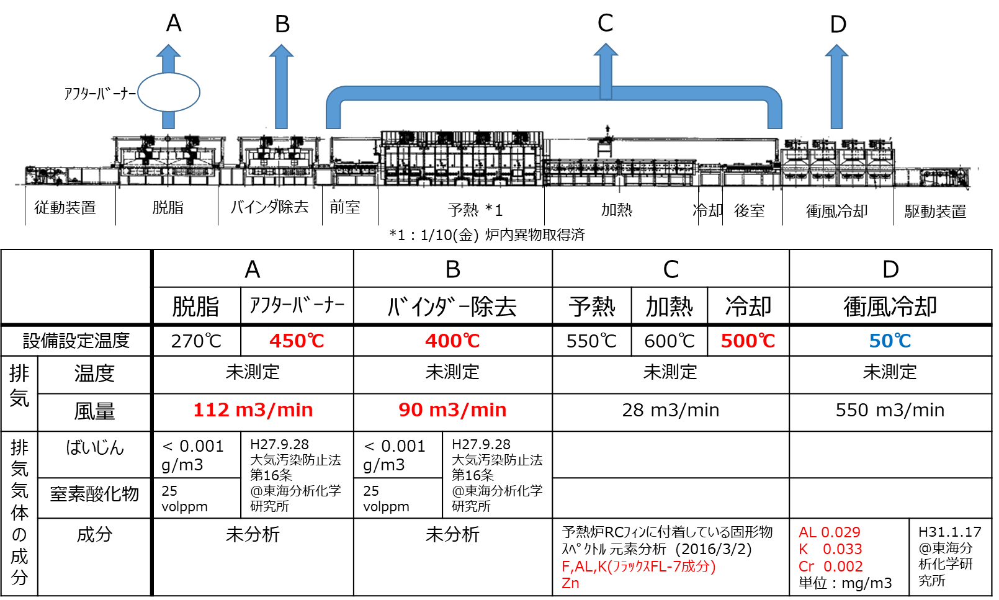 A
B
C
D
ｱﾌﾀｰﾊﾞｰﾅｰ
従動装置
脱脂
バインダ除去
前室
予熱 *1
加熱
冷却
後室
衝風冷却
駆動装置
*1：1/10(金) 炉内異物取得済
A
B
C
D
脱脂
ｱﾌﾀｰﾊﾞｰﾅｰ
ﾊﾞｲﾝﾀﾞｰ除去
予熱
加熱
冷却
衝風冷却
設備設定温度
270℃
450℃
400℃
550℃
600℃
500℃
50℃
排気
温度
未測定
未測定
未測定
未測定
風量
112 m3/min
90 m3/min
28 m3/min
550 m3/min
排気気体の成分
ばいじん
< 0.001
g/m3
H27.9.28
大気汚染防止法
第16条
@東海分析化学
研究所
< 0.001
g/m3
H27.9.28
大気汚染防止法
第16条
@東海分析化学
研究所
窒素酸化物
25
volppm
25
volppm
成分
未分析
未分析
予熱炉RCﾌｨﾝに付着している固形物
ｽﾍﾟｸﾄﾙ 元素分析 (2016/3/2)
F,AL,K(ﾌﾗｯｸｽFL-7成分)
Zn
AL 0.029
K 0.033
Cr 0.002
単位：mg/m3
H31.1.17
@東海分
析化学研
究所